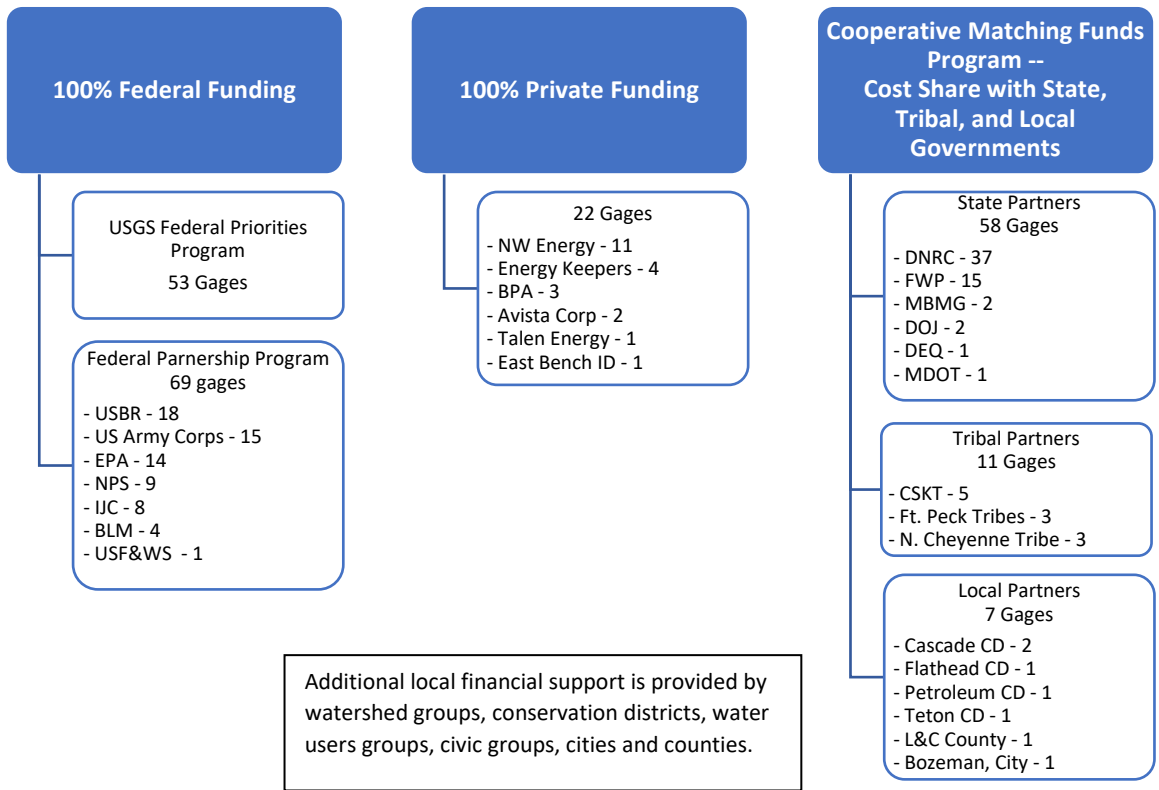 100% Federal Funding
USGS Federal Priorities
Program
53 Gages
Federal Parnership Program
69 gages
- USBR - 18
- US Army Corps - 15
- EPA - 14
- NPS - 9
- IJC - 8
- BLM - 4
- USF&WS - 1
100% Private Funding
22 Gages
- NW Energy - 11
- Energy Keepers - 4
- BPA - 3
- Avista Corp - 2
- Talen Energy - 1
- East Bench ID - 1
Cooperative Matching Funds
Program --
Cost Share with State,
Tribal, and Local
Governments
State Partners
58 Gages
- DNRC - 37
- FWP - 15
- MBMG - 2
- DOJ - 2
- DEQ - 1
- MDOT - 1
Tribal Partners
11 Gages
- CSKT - 5
- Ft. Peck Tribes - 3
- N. Cheyenne Tribe - 3
Local Partners
7 Gages
- Cascade CD - 2
- Flathead CD - 1
- Petroleum CD - 1
- Teton CD - 1
- L&C County - 1
- Bozeman, City - 1
Additional local financial support is provided by
watershed groups, conservation districts, water
users groups, civic groups, cities and counties.